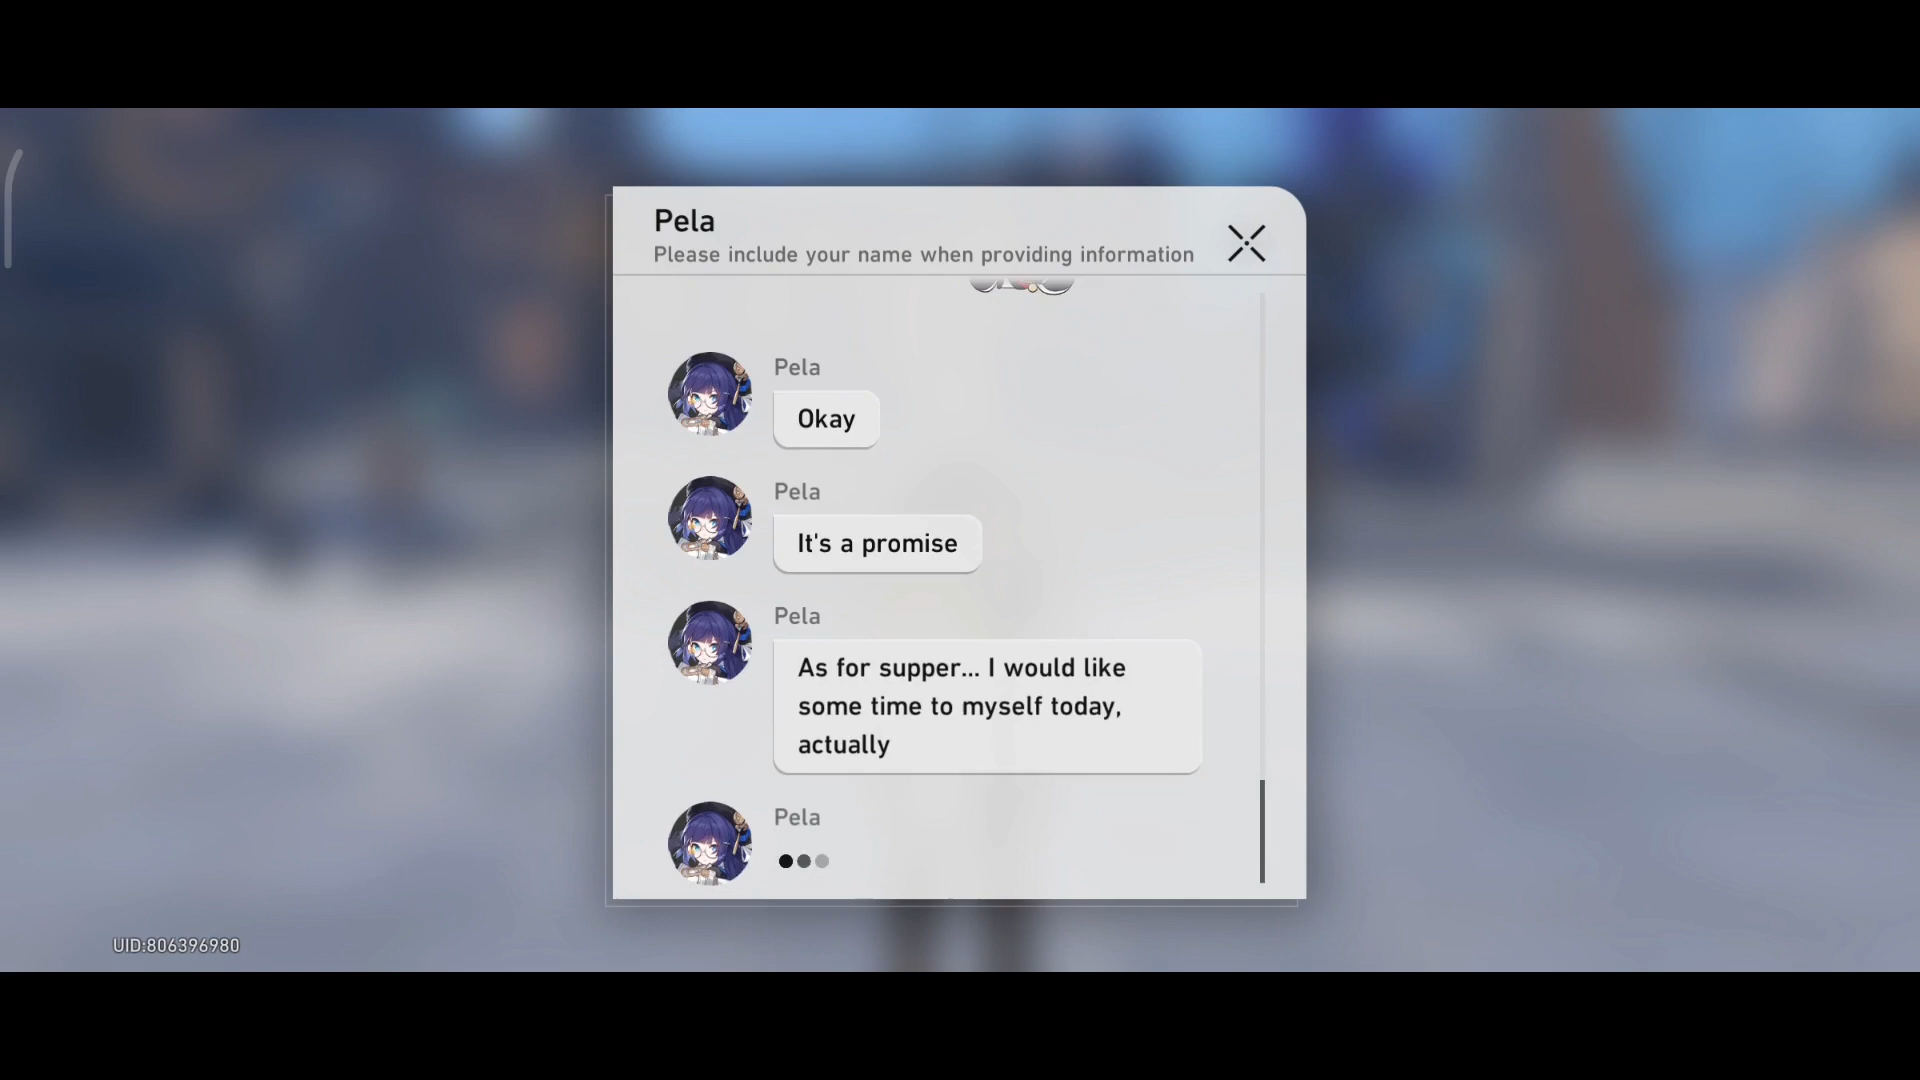 Pela
Please include your name when providing information
Pela
Okay
Pela
It's a promise
Pela
As for supper... I would like
some time to myself today,
actually
Pela
UID:806396980